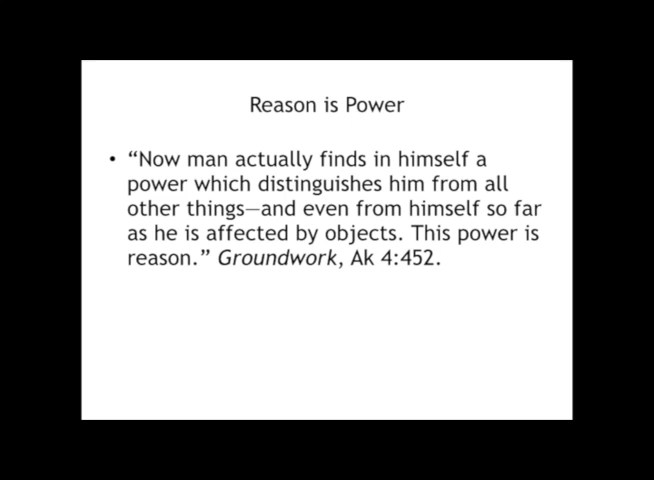 Reason is Power
• “Now man actually finds in himself a
power which distinguishes him from all
other things—and even from himself so far
as he is affected by objects. This power is
reason.” Groundwork, Ak 4:452.